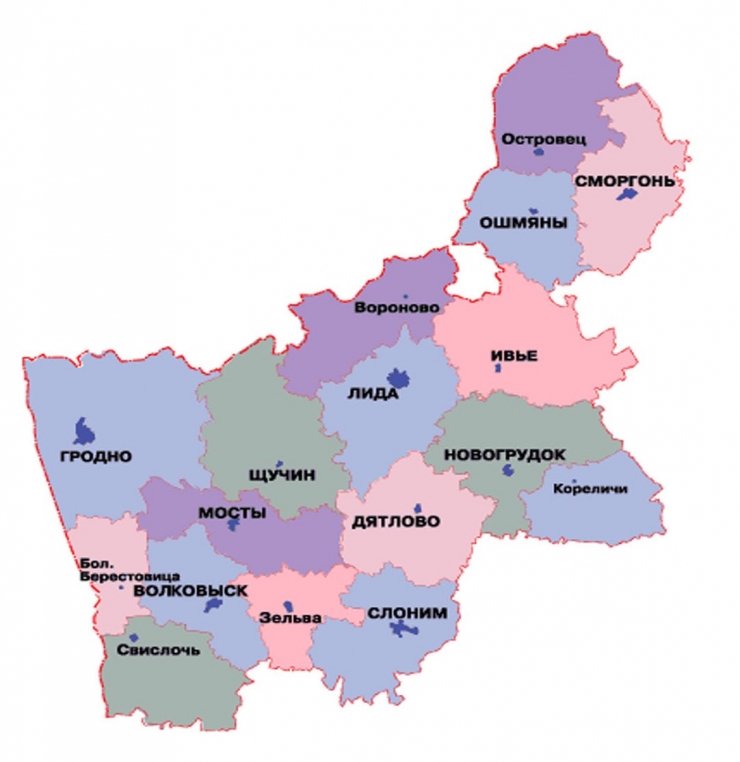 Островец
СМОРГОНЬ
ОШМЯНЫ
Вороново
ИВЬЕ
ЛИДА
ГРОДНО
НОВОГРУДОК
ЩУЧИН
Кореличи
МОСТЫ
ДЯТЛОВО
Бол.
Берестовица
ВОЛКОВЫСК
Зельва
СЛОНИМ
Свислочь